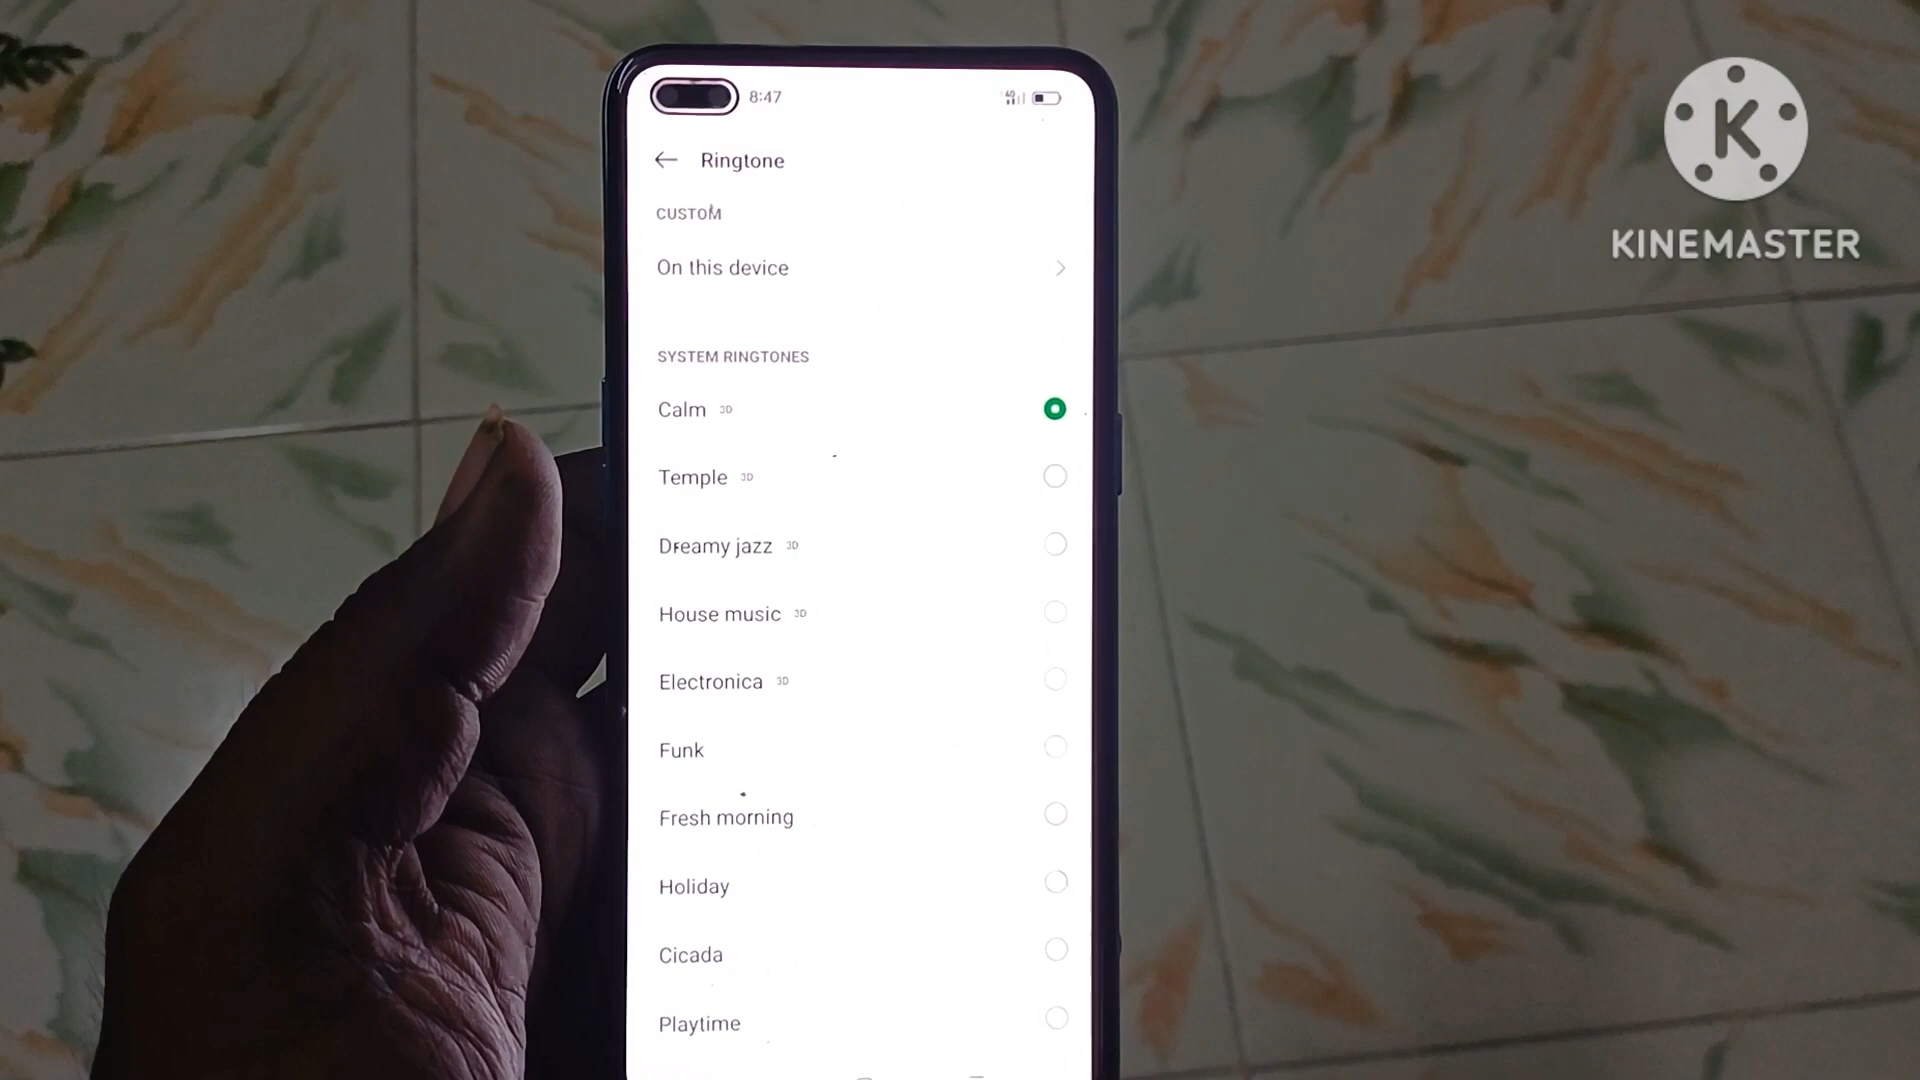 8:47
4G
Ringtone
CUSTOM
On this device
SYSTEM RINGTONES
Calm 3D
Temple 3D
Dreamy jazz 3D
House music 3D
Electronica 3D
Funk
Fresh morning
Holiday
Cicada
Playtime
K
KINEMASTER